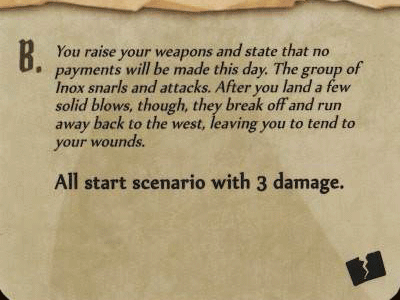 B. You raise your weapons and state that no
payments will be made this day. The group of
Inox snarls and attacks. After you land a few
solid blows, though, they break off and run
away back to the west, leaving you to tend to
your wounds.
All start scenario with 3 damage.